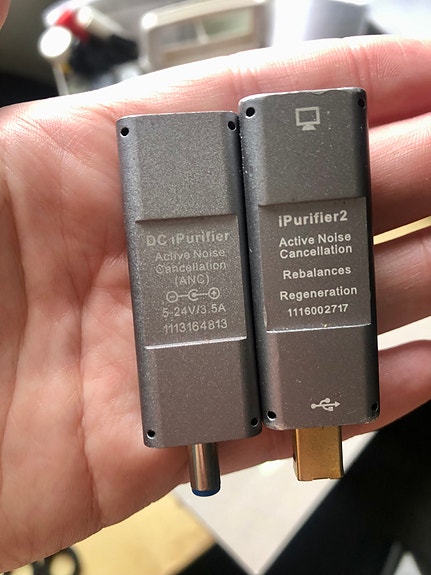 DC iPurifier
Active Noise
Cancellation
(ANC)
5-24V/3.5A
1113164813
iPurifier2
Active Noise
Cancellation
Rebalances
Regeneration
1116002717